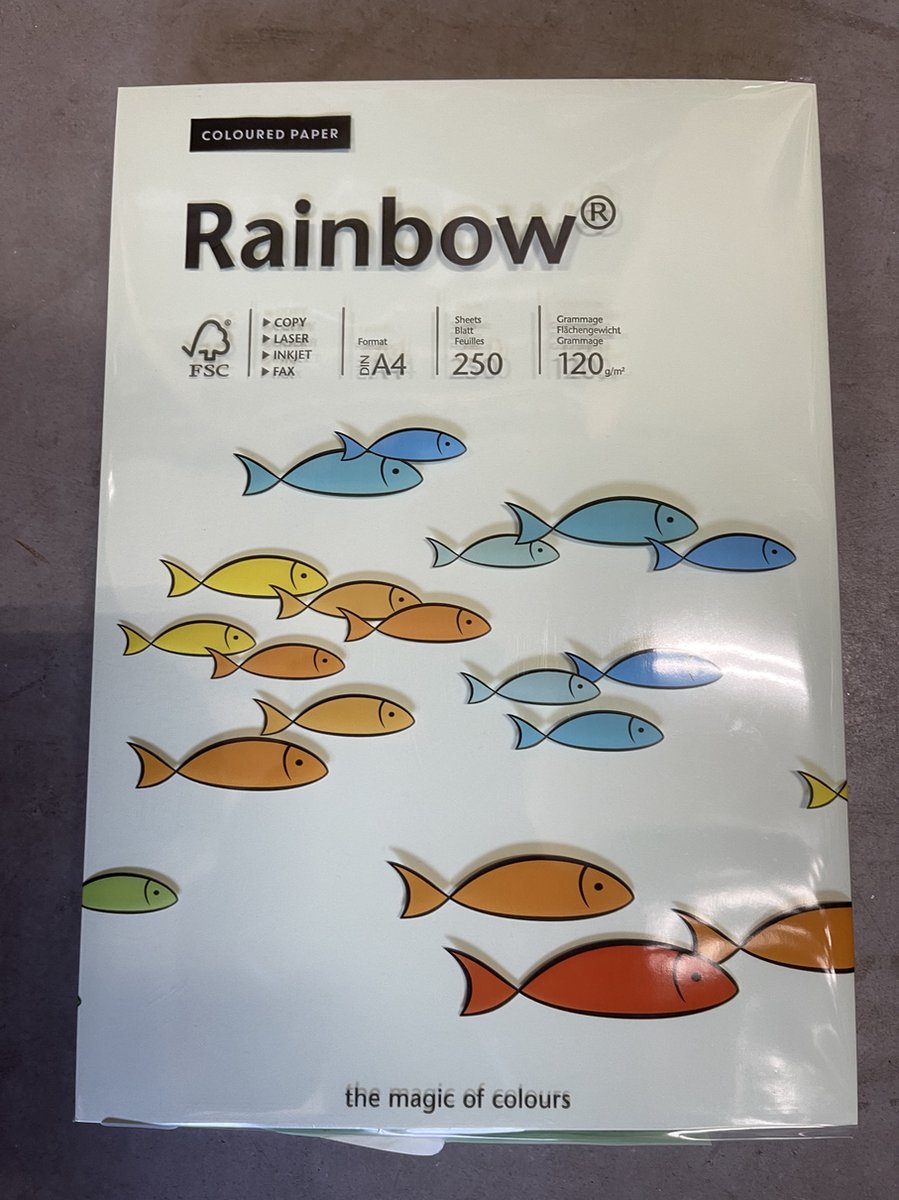 COLOURED PAPER
Rainbow®
FSC®
▶ COPY
▶ LASER
▶ INKJET
▶ FAX
Format
DIN A4
Sheets
Blatt
Feuilles
250
Grammage
Flächengewicht
Grammage
120 g/m²
the magic of colours